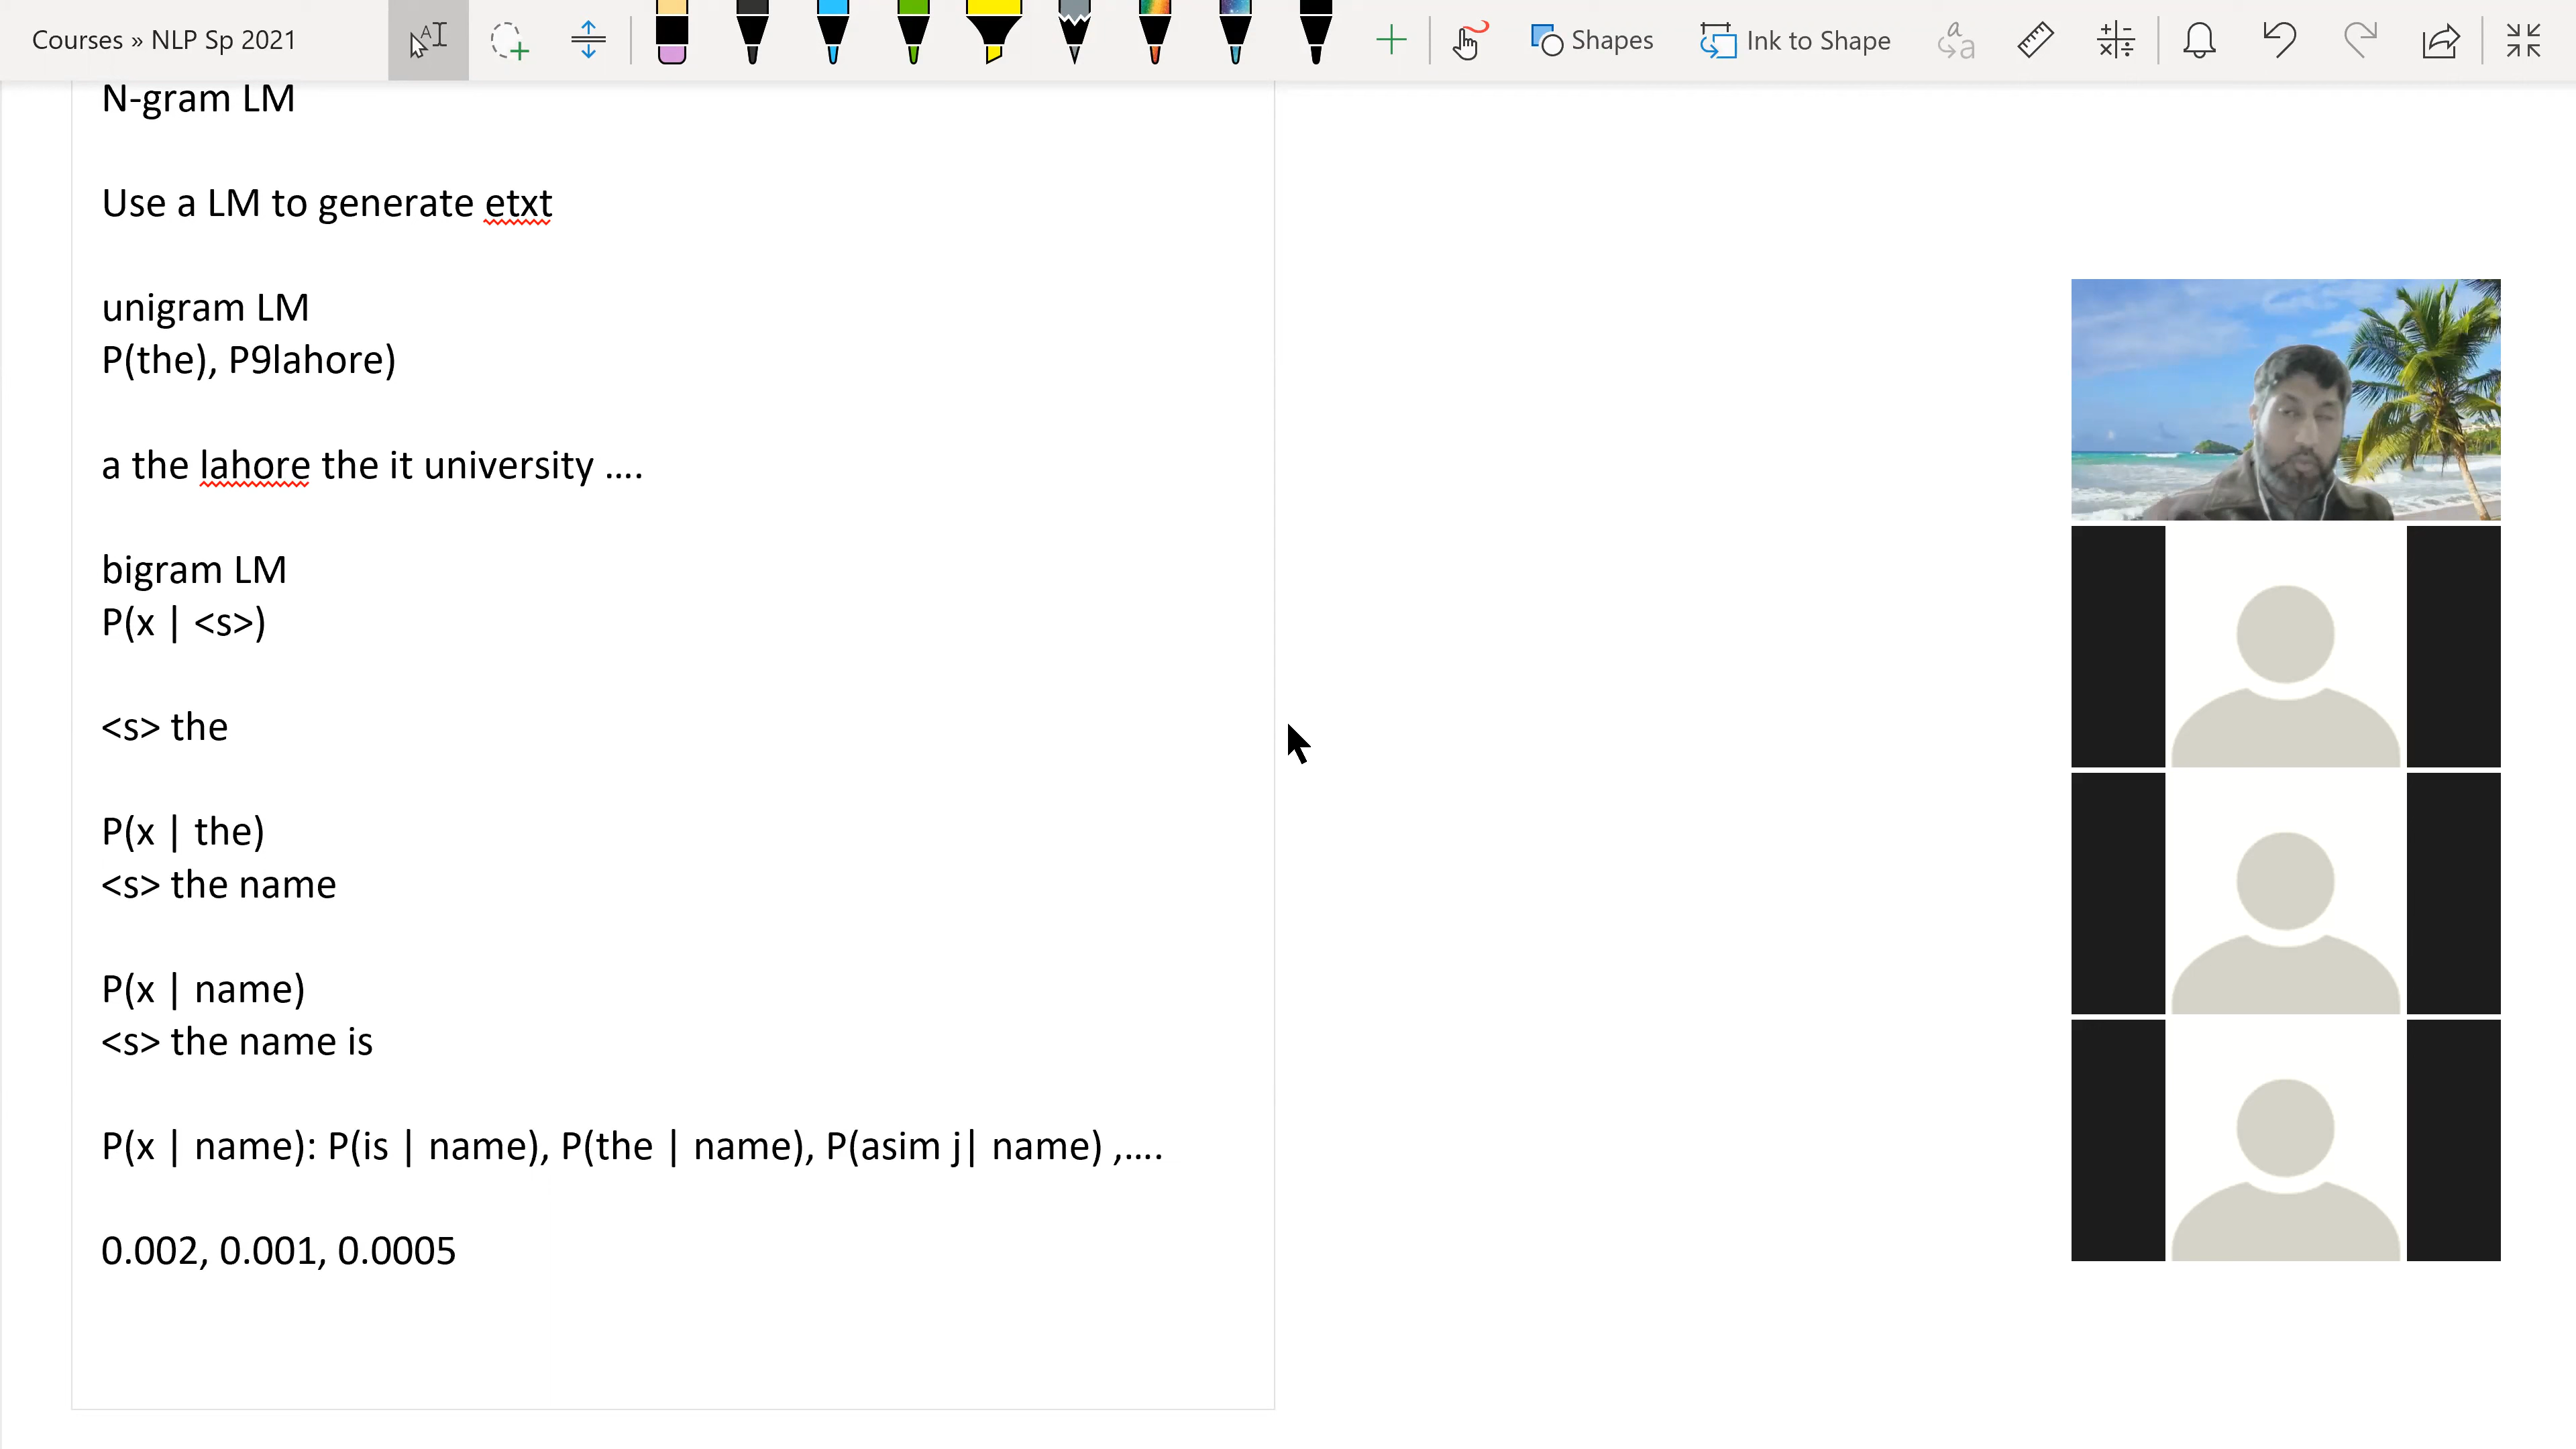 Courses » NLP Sp 2021
Shapes
Ink to Shape
N-gram LM
Use a LM to generate etxt
unigram LM
P(the), P9lahore)
a the lahore the it university ....
bigram LM
P(x | <s>)
<s> the
P(x | the)
<s> the name
P(x | name)
<s> the name is
P(x | name): P(is | name), P(the | name), P(asim j| name) ,....
0.002, 0.001, 0.0005